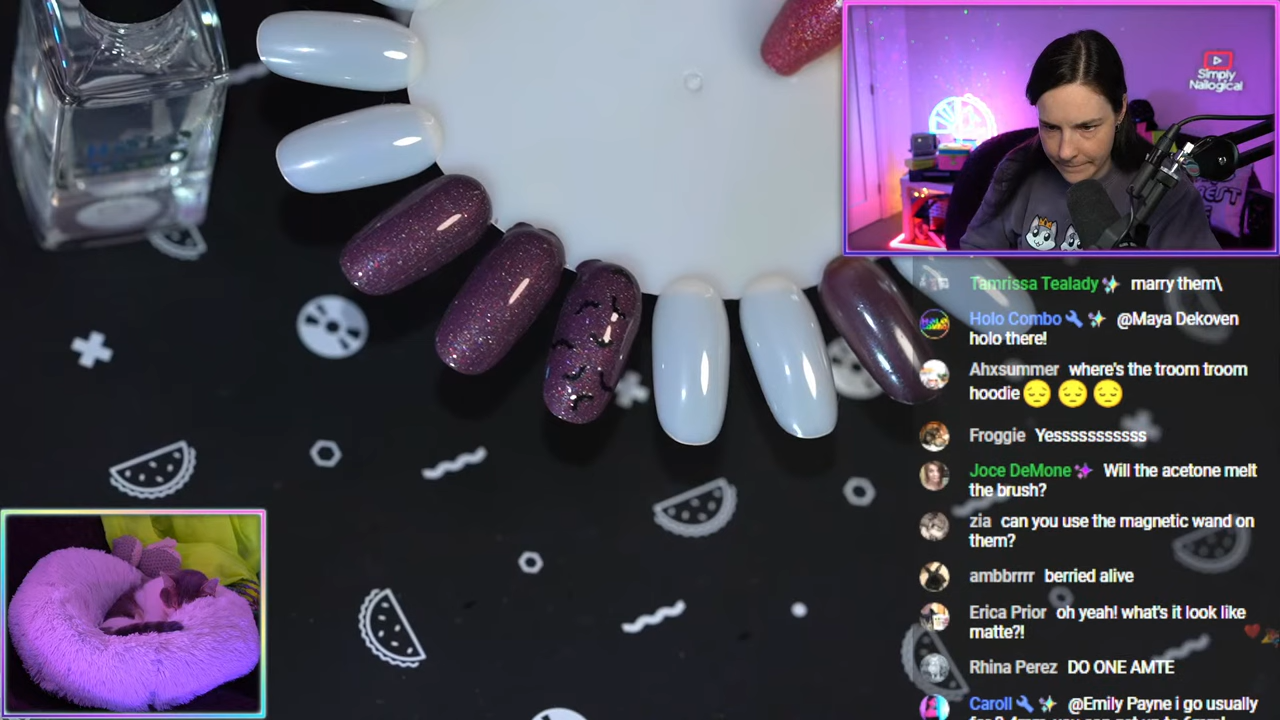 Simply
Nailogical
Tamrissa Tealady marry them\
Holo Combo @Maya Dekoven
holo there!
Ahxsummer where's the troom troom
hoodie
Froggie Yesssssssssss
Joce DeMone Will the acetone melt
the brush?
zia can you use the magnetic wand on
them?
ambbrrrr berried alive
Erica Prior oh yeah! what's it look like
matte?!
Rhina Perez DO ONE AMTE
Caroll @Emily Payne i go usually